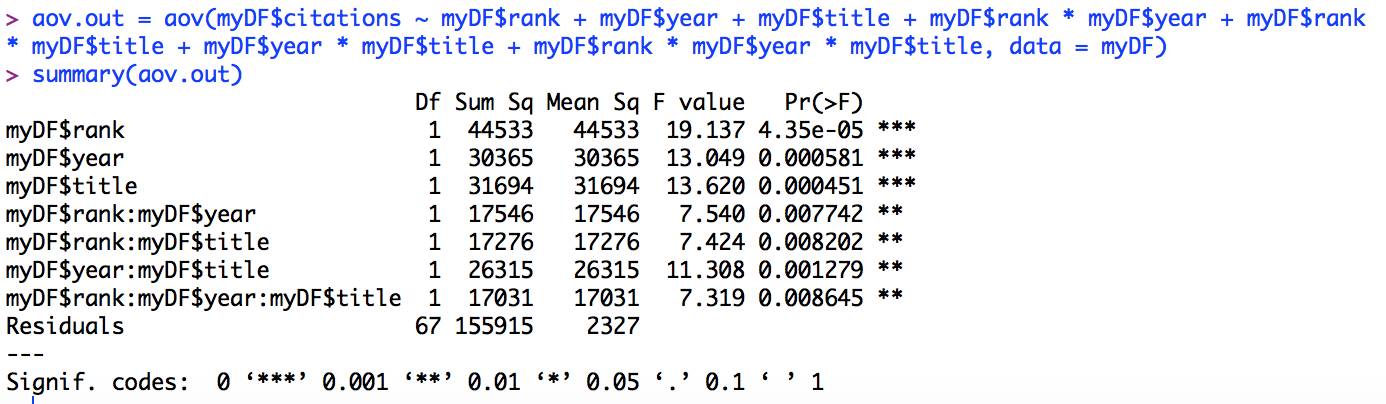 > aov.out = aov(myDF$citations ~ myDF$rank + myDF$year + myDF$title + myDF$rank * myDF$year + myDF$rank
* myDF$title + myDF$year * myDF$title + myDF$rank * myDF$year * myDF$title, data = myDF)
> summary(aov.out)
Df Sum Sq Mean Sq F value Pr(>F)
myDF$rank 1 44533 44533 19.137 4.35e-05 ***
myDF$year 1 30365 30365 13.049 0.000581 ***
myDF$title 1 31694 31694 13.620 0.000451 ***
myDF$rank:myDF$year 1 17546 17546 7.540 0.007742 **
myDF$rank:myDF$title 1 17276 17276 7.424 0.008202 **
myDF$year:myDF$title 1 26315 26315 11.308 0.001279 **
myDF$rank:myDF$year:myDF$title 1 17031 17031 7.319 0.008645 **
Residuals 67 155915 2327
---
Signif. codes: 0 ‘***’ 0.001 ‘**’ 0.01 ‘*’ 0.05 ‘.’ 0.1 ‘ ’ 1